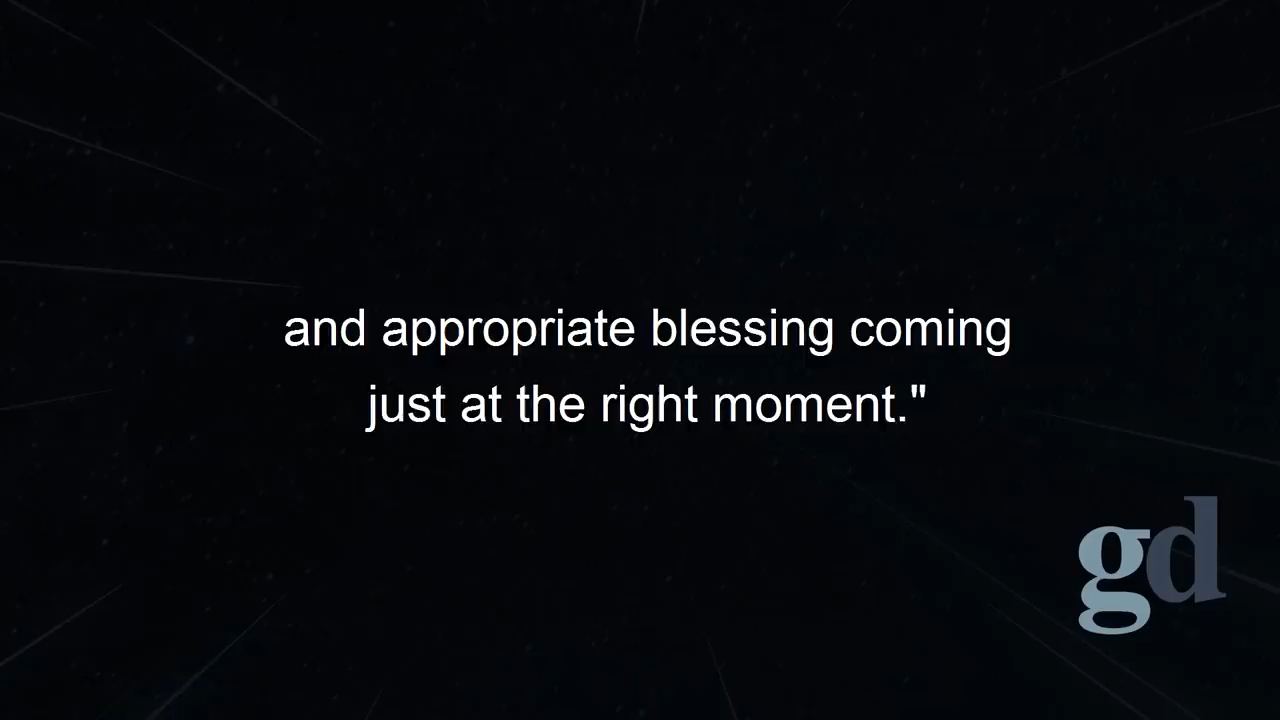 and appropriate blessing coming
just at the right moment."
gd